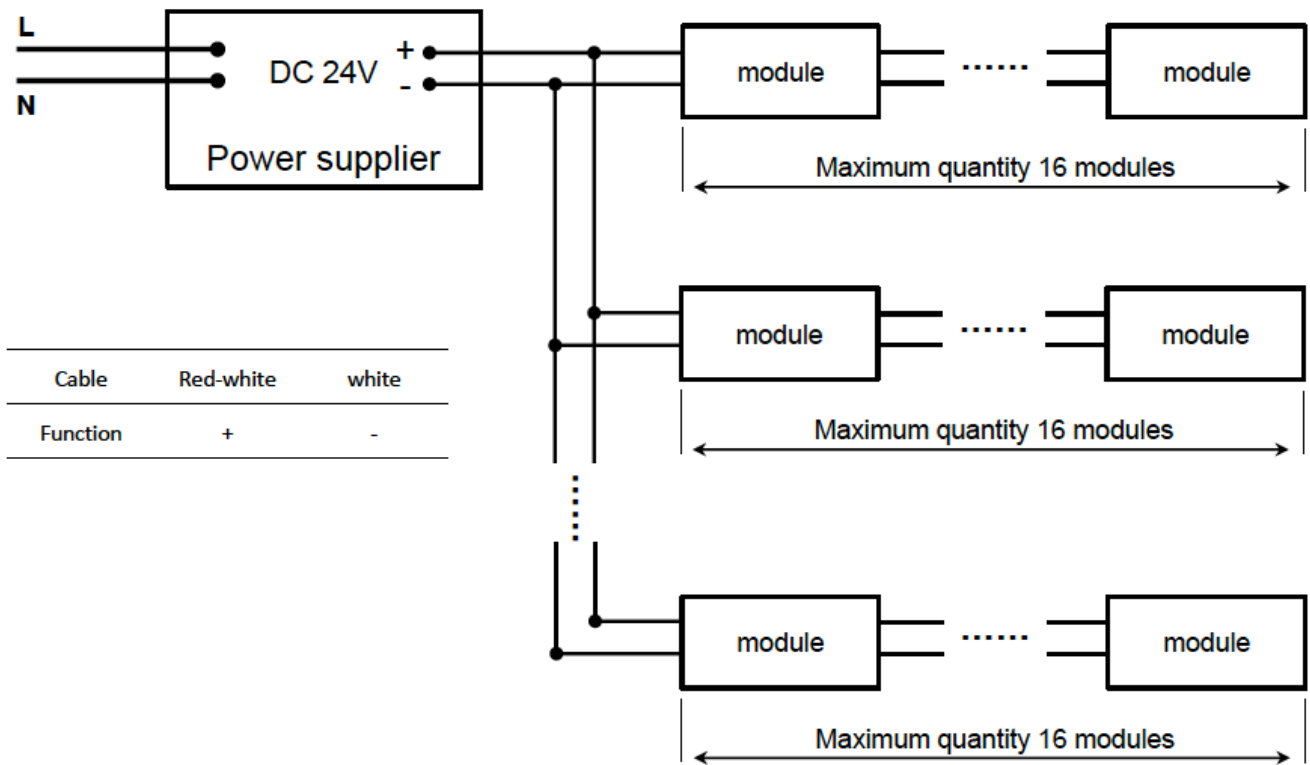 L
N
DC 24V
+
-
Power supplier
module
······
module
Maximum quantity 16 modules
module
······
module
Maximum quantity 16 modules
Cable Red-white white
Function + -
······
module
······
module
Maximum quantity 16 modules